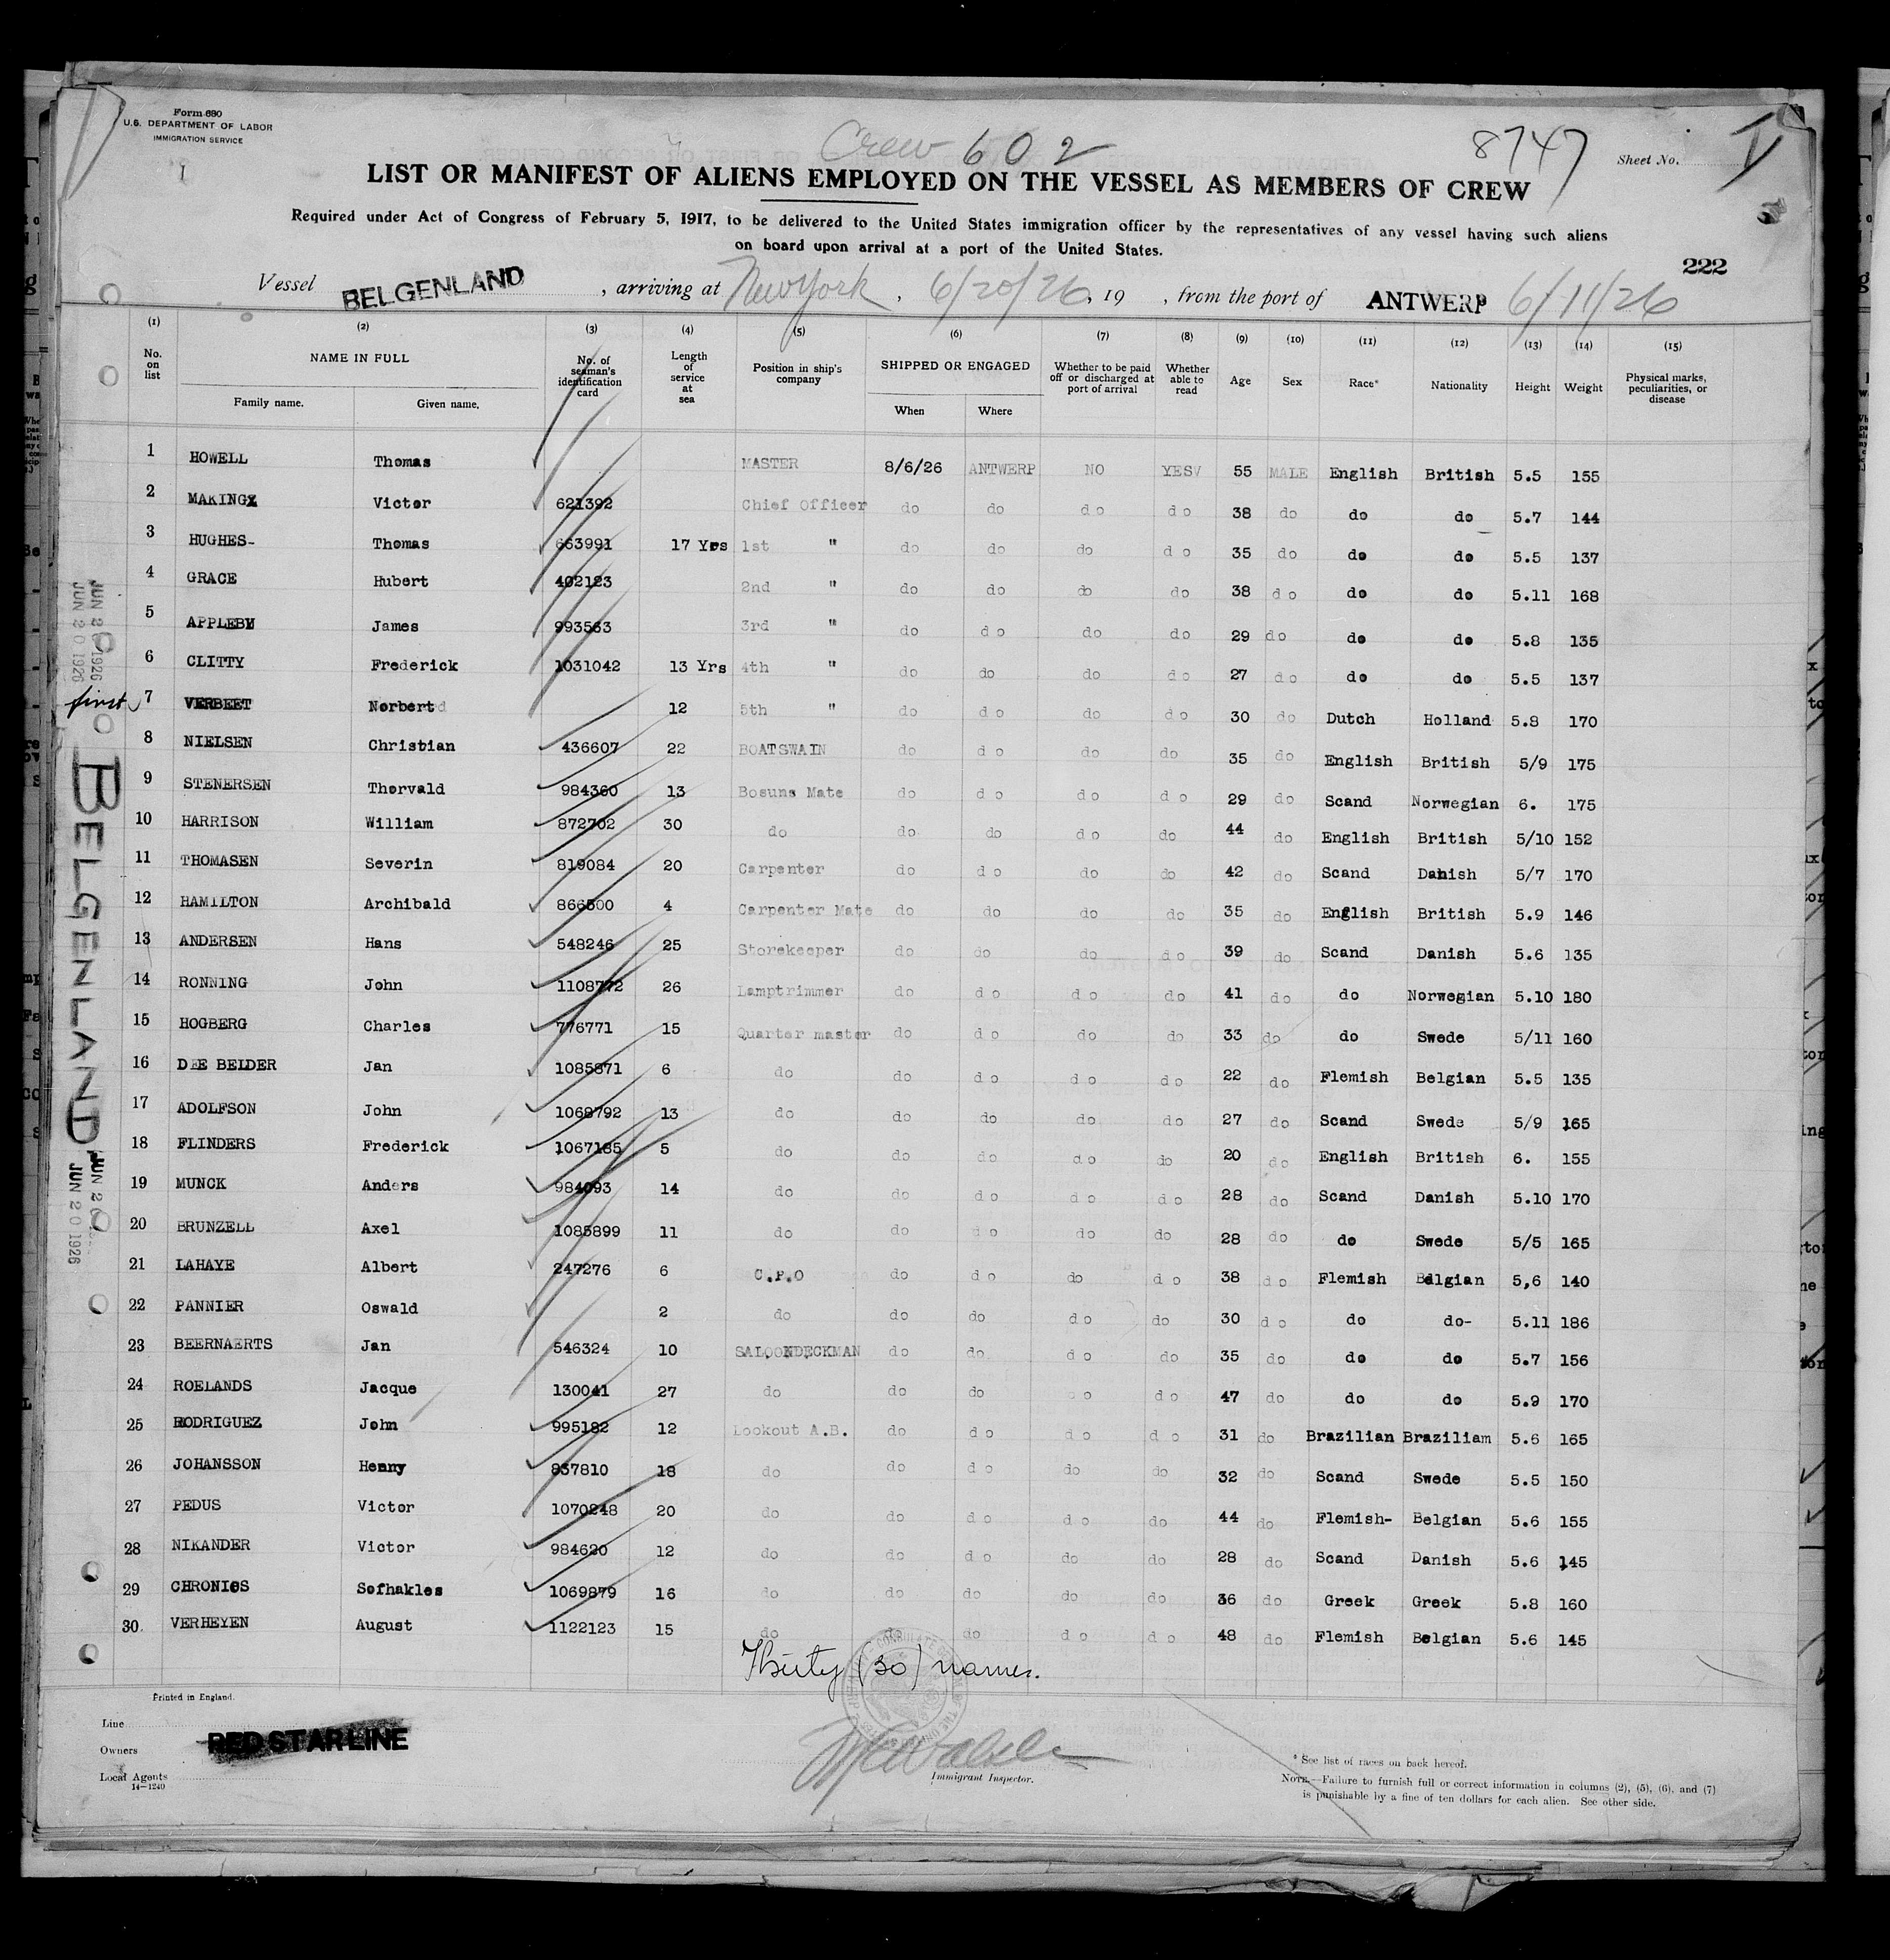 Form 680
U.S. DEPARTMENT OF LABOR
IMMIGRATION SERVICE
Crew 602
8747
Sheet No.
LIST OR MANIFEST OF ALIENS EMPLOYED ON THE VESSEL AS MEMBERS OF CREW
Required under Act of Congress of February 5, 1917, to be delivered to the United States immigration officer by the representatives of any vessel having such aliens
on board upon arrival at a port of the United States.
222
Vessel BELGENLAND , arriving at New York , 6/20/26, 19 , from the port of ANTWERP 6/11/26
(1) (2) (3) (4) (5) (6) (7) (8) (9) (10) (11) (12) (13) (14) (15)
No. on list NAME IN FULL Family name. Given name. No. of seaman's identification card Length of service at sea Position in ship's company SHIPPED OR ENGAGED When Where Whether to be paid off or discharged at port of arrival Whether able to read Age Sex Race* Nationality Height Weight Physical marks, peculiarities, or disease
1 HOWELL Thomas MASTER 8/6/26 ANTWERP NO YES 55 MALE English British 5.5 155
2 MAKING Victor 621392 Chief Officer do do do do 38 do do do 5.7 144
3 HUGHES- Thomas 663991 17 Yrs 1st " do do do do 35 do do do 5.5 137
4 GRACE Hubert 402123 2nd " do do do do 38 do do do 5.11 168
5 APPLEBY James 993563 3rd " do do do do 29 do do do 5.8 135
6 CLITTY Frederick 1031042 13 Yrs 4th " do do do do 27 do do do 5.5 137
first 7 VERBEET Norbert 12 5th " do do do do 30 do Dutch Holland 5.8 170
8 NIELSEN Christian 436607 22 BOATSWAIN do do do do 35 do English British 5/9 175
9 STENERSEN Thorvald 984360 13 Bosuns Mate do do do do 29 do Scand Norwegian 6. 175
10 HARRISON William 872702 30 do do do do do 44 do English British 5/10 152
11 THOMASEN Severin 819084 20 Carpenter do do do do 42 do Scand Danish 5/7 170
12 HAMILTON Archibald 866500 4 Carpenter Mate do do do do 35 do English British 5.9 146
13 ANDERSEN Hans 548246 25 Storekeeper do do do do 39 do Scand Danish 5.6 135
14 RONNING John 1108772 26 Lamptrimmer do do do do 41 do do Norwegian 5.10 180
15 HOGBERG Charles 776771 15 Quarter master do do do do 33 do do Swede 5/11 160
16 DE BELDER Jan 1085871 6 do do do do do 22 do Flemish Belgian 5.5 135
17 ADOLFSON John 1068792 13 do do do do do 27 do Scand Swede 5/9 165
18 FLINDERS Frederick 1067185 5 do do do do do 20 do English British 6. 155
19 MUNCK Anders 984093 14 do do do do do 28 do Scand Danish 5.10 170
20 BRUNZELL Axel 1085899 11 do do do do do 28 do do Swede 5/5 165
21 LAHAYE Albert 247276 6 C.P.O do do do do 38 do Flemish Belgian 5,6 140
22 PANNIER Oswald 2 do do do do do 30 do do do- 5.11 186
23 BEERNAERTS Jan 546324 10 SALOONDECKMAN do do do do 35 do do do 5.7 156
24 ROELANDS Jacque 130041 27 do do do do do 47 do do do 5.9 170
25 RODRIGUEZ John 995182 12 Lookout A.B. do do do do 31 do Brazilian Braziliam 5.6 165
26 JOHANSSON Henny 837810 18 do do do do do 32 do Scand Swede 5.5 150
27 PEDUS Victor 1070248 20 do do do do do 44 do Flemish- Belgian 5.6 155
28 NIKANDER Victor 984620 12 do do do do do 28 do Scand Danish 5.6 145
29 CHRONIOS Sofhakles 1069879 16 do do do do do 36 do Greek Greek 5.8 160
30. VERHEYEN August 1122123 15 do do do do do 48 do Flemish Belgian 5.6 145
Thirty (30) names.
JUN 20 1926
BELGENLAND
JUN 20 1926
Printed in England.
Line
Owners RED STAR LINE
Local Agents
14-1240
Immigrant Inspector.
* See list of races on back hereof.
NOTE.—Failure to furnish full or correct information in columns (2), (5), (6), and (7)
is punishable by a fine of ten dollars for each alien. See other side.